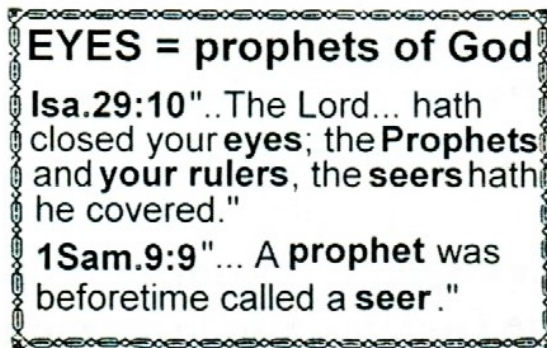 EYES = prophets of God
Isa.29:10"..The Lord... hath
closed your eyes; the Prophets
and your rulers, the seers hath
he covered."
1Sam.9:9"... A prophet was
beforetime called a seer."